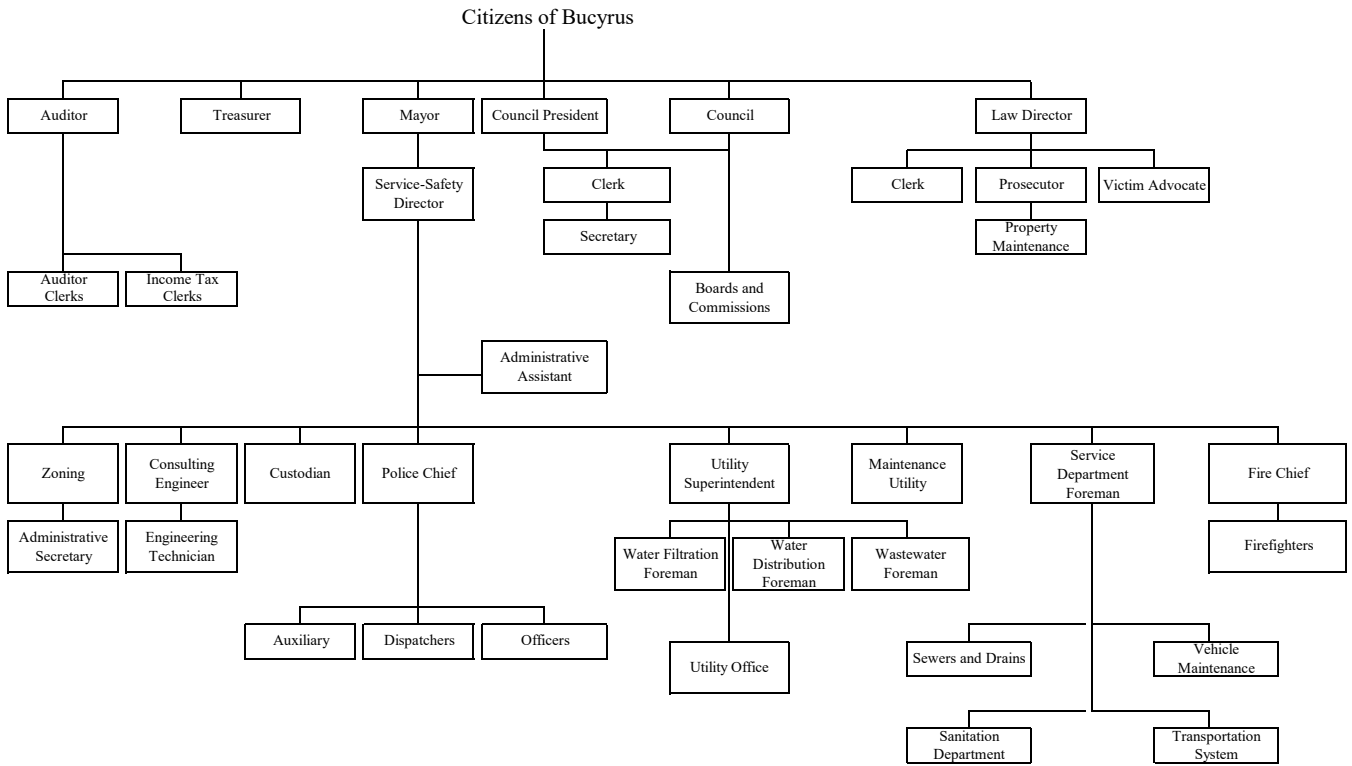 Citizens of Bucyrus
Auditor
Treasurer
Mayor
Council President
Council
Law Director
Service-Safety
Director
Clerk
Clerk
Prosecutor
Victim Advocate
Secretary
Property
Maintenance
Auditor
Clerks
Income Tax
Clerks
Boards and
Commissions
Administrative
Assistant
Zoning
Consulting
Engineer
Custodian
Police Chief
Utility
Superintendent
Maintenance
Utility
Service
Department
Foreman
Fire Chief
Administrative
Secretary
Engineering
Technician
Water Filtration
Foreman
Water
Distribution
Foreman
Wastewater
Foreman
Firefighters
Auxiliary
Dispatchers
Officers
Utility Office
Sewers and Drains
Vehicle
Maintenance
Sanitation
Department
Transportation
System